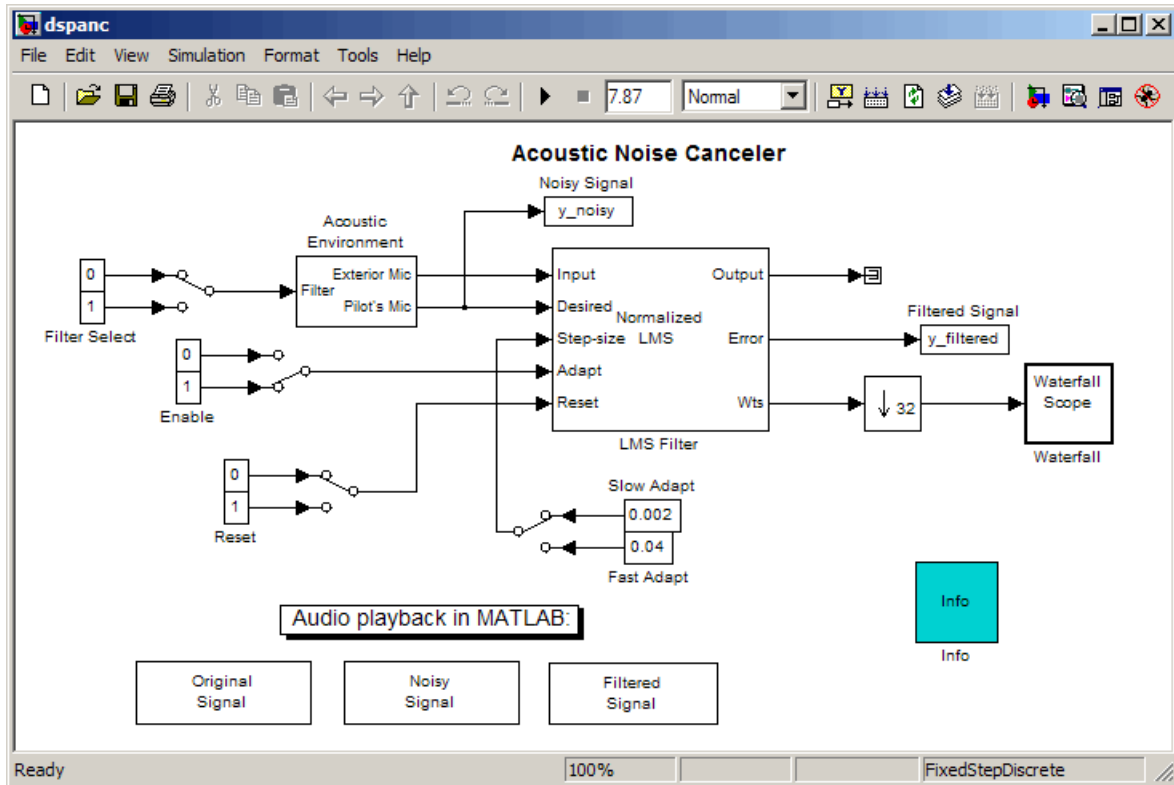 dspanc
File Edit View Simulation Format Tools Help
7.87 Normal
Acoustic Noise Canceler
Noisy Signal
y_noisy
Acoustic
Environment
Exterior Mic
Filter
Pilot's Mic
0
1
Filter Select
0
1
Enable
0
1
Reset
Input
Desired
Step-size
Adapt
Reset
Normalized
LMS
Output
Error
Wts
LMS Filter
Filtered Signal
y_filtered
32
Waterfall
Scope
Waterfall
Slow Adapt
0.002
0.04
Fast Adapt
Info
Info
Audio playback in MATLAB:
Original
Signal
Noisy
Signal
Filtered
Signal
Ready 100% FixedStepDiscrete